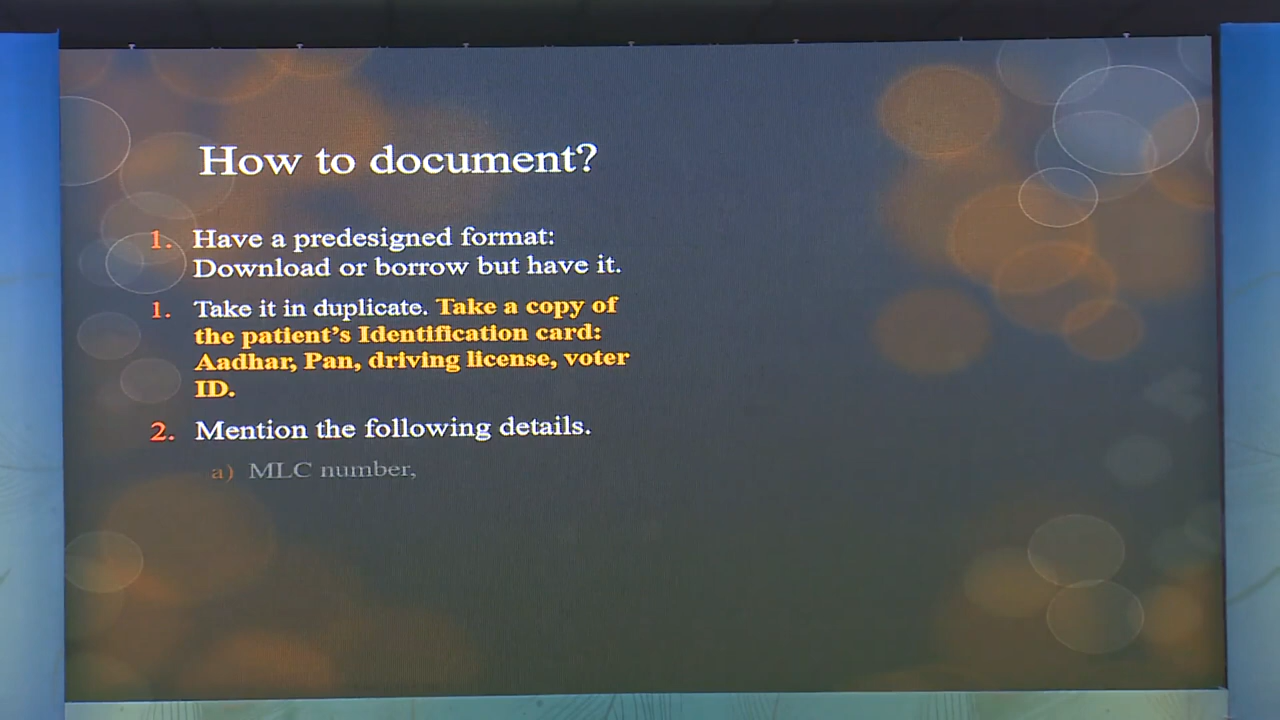 How to document?
1. Have a predesigned format:
Download or borrow but have it.
1. Take it in duplicate. Take a copy of
the patient's Identification card:
Aadhar, Pan, driving license, voter
ID.
2. Mention the following details.
a) MLC number,